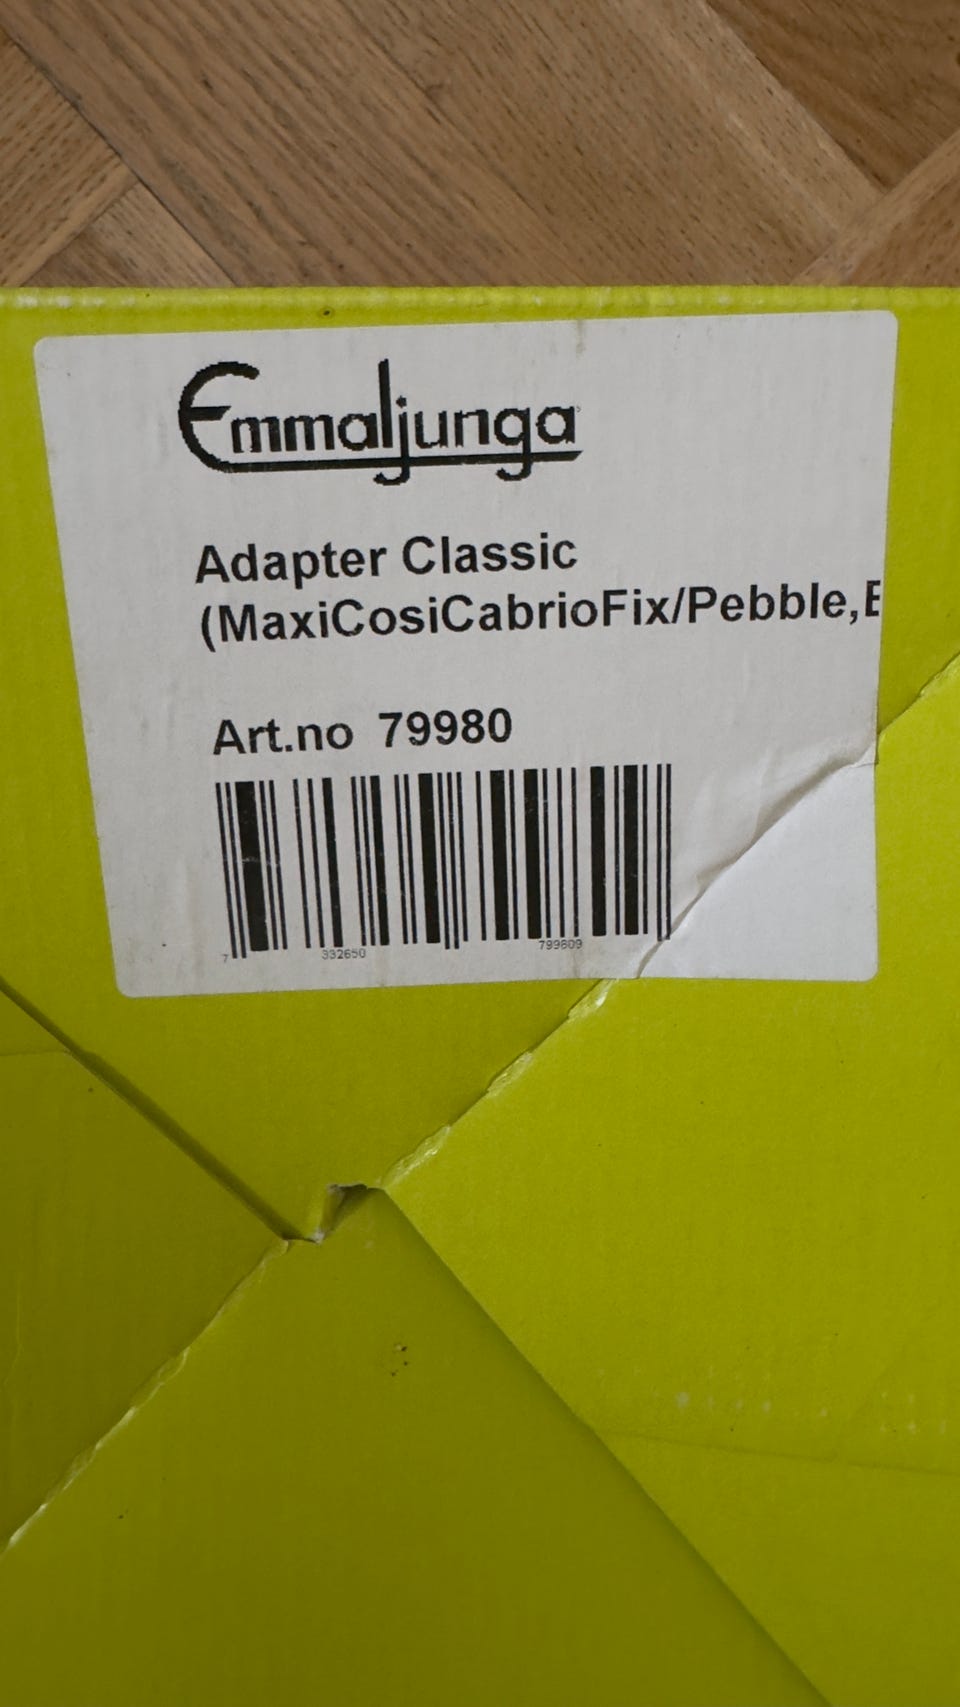 Emmaljunga
Adapter Classic
(MaxiCosiCabrioFix/Pebble,E
Art.no 79980
7 332650 799809